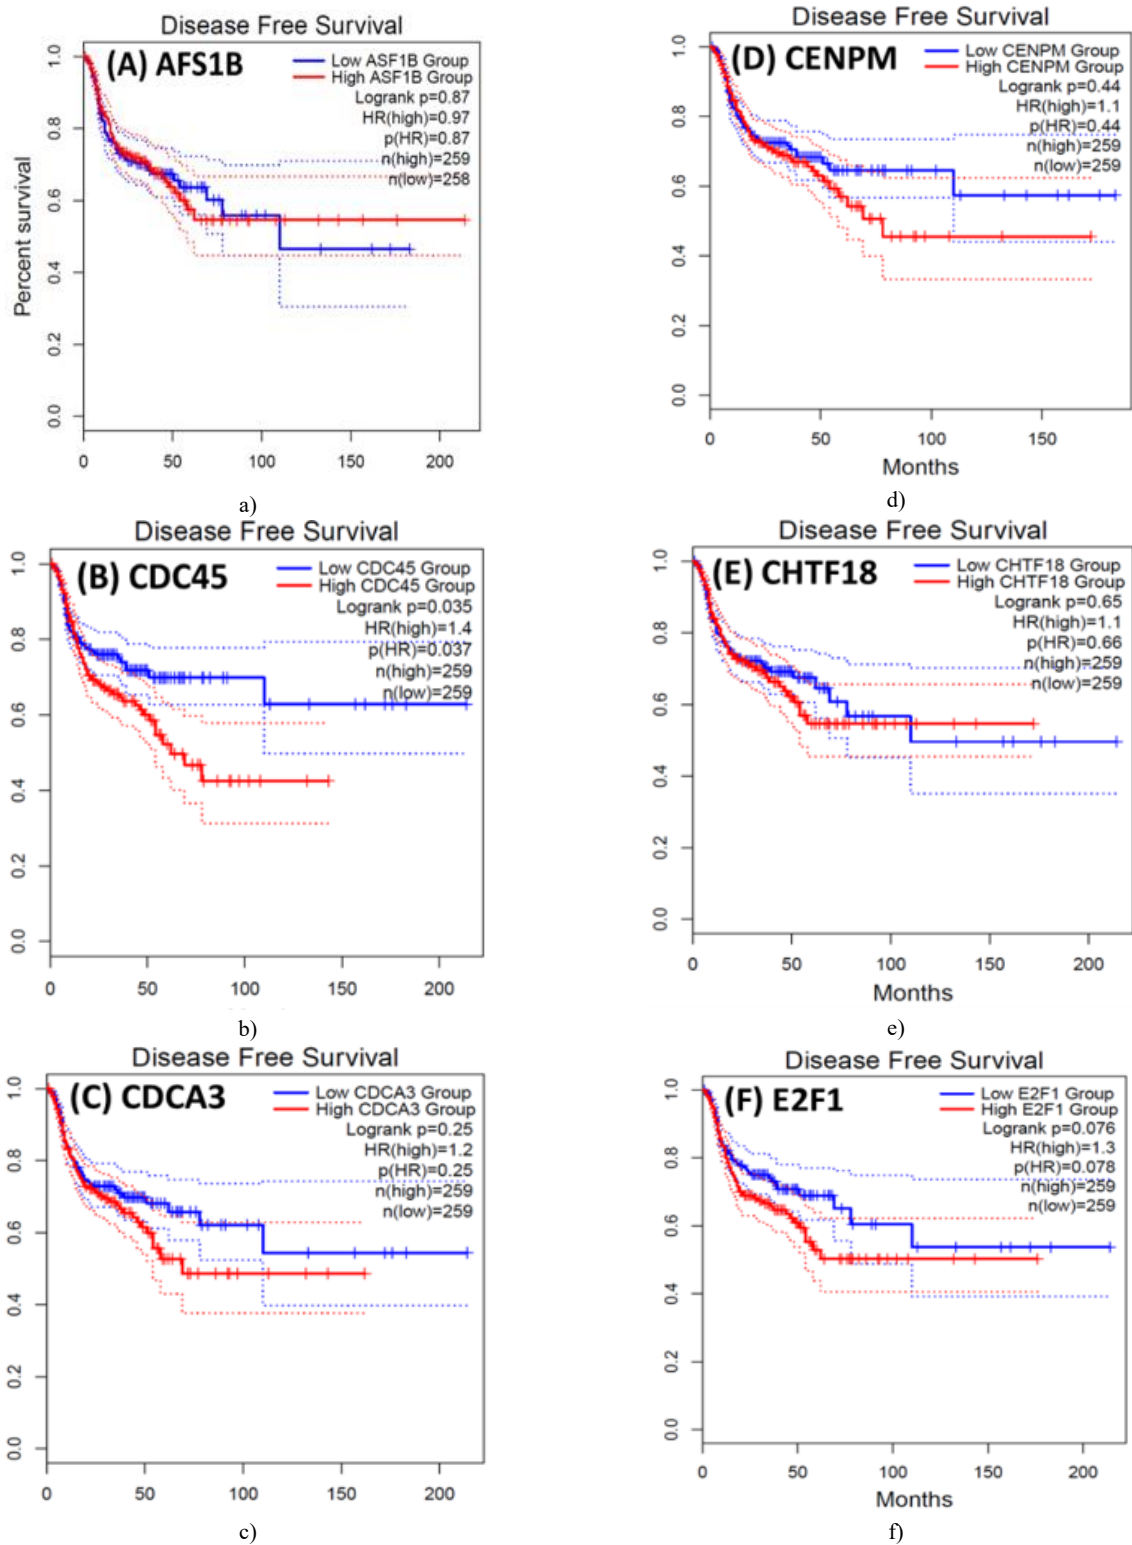 Disease Free Survival
(A) AFS1B
Low ASF1B Group
High ASF1B Group
Logrank p=0.87
HR(high)=0.97
p(HR)=0.87
n(high)=259
n(low)=258
Percent survival
0.0 0.2 0.4 0.6 0.8 1.0
0 50 100 150 200
a)
Disease Free Survival
(D) CENPM
Low CENPM Group
High CENPM Group
Logrank p=0.44
HR(high)=1.1
p(HR)=0.44
n(high)=259
n(low)=259
0.0 0.2 0.4 0.6 0.8 1.0
0 50 100 150
Months
d)
Disease Free Survival
(B) CDC45
Low CDC45 Group
High CDC45 Group
Logrank p=0.035
HR(high)=1.4
p(HR)=0.037
n(high)=259
n(low)=259
0.0 0.2 0.4 0.6 0.8 1.0
0 50 100 150 200
b)
Disease Free Survival
(E) CHTF18
Low CHTF18 Group
High CHTF18 Group
Logrank p=0.65
HR(high)=1.1
p(HR)=0.66
n(high)=259
n(low)=259
0.0 0.2 0.4 0.6 0.8 1.0
0 50 100 150 200
Months
e)
Disease Free Survival
(C) CDCA3
Low CDCA3 Group
High CDCA3 Group
Logrank p=0.25
HR(high)=1.2
p(HR)=0.25
n(high)=259
n(low)=259
0.0 0.2 0.4 0.6 0.8 1.0
0 50 100 150 200
c)
Disease Free Survival
(F) E2F1
Low E2F1 Group
High E2F1 Group
Logrank p=0.076
HR(high)=1.3
p(HR)=0.078
n(high)=259
n(low)=259
0.0 0.2 0.4 0.6 0.8 1.0
0 50 100 150 200
Months
f)